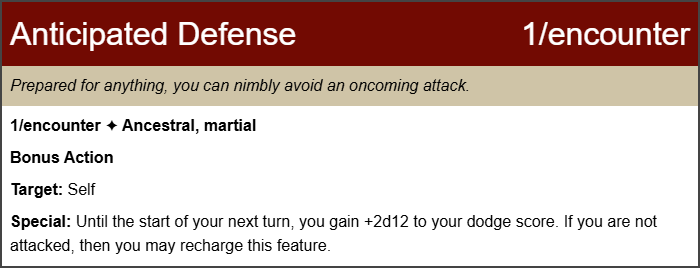 Anticipated Defense 1/encounter
Prepared for anything, you can nimbly avoid an oncoming attack.
1/encounter ✦ Ancestral, martial
Bonus Action
Target: Self
Special: Until the start of your next turn, you gain +2d12 to your dodge score. If you are not
attacked, then you may recharge this feature.